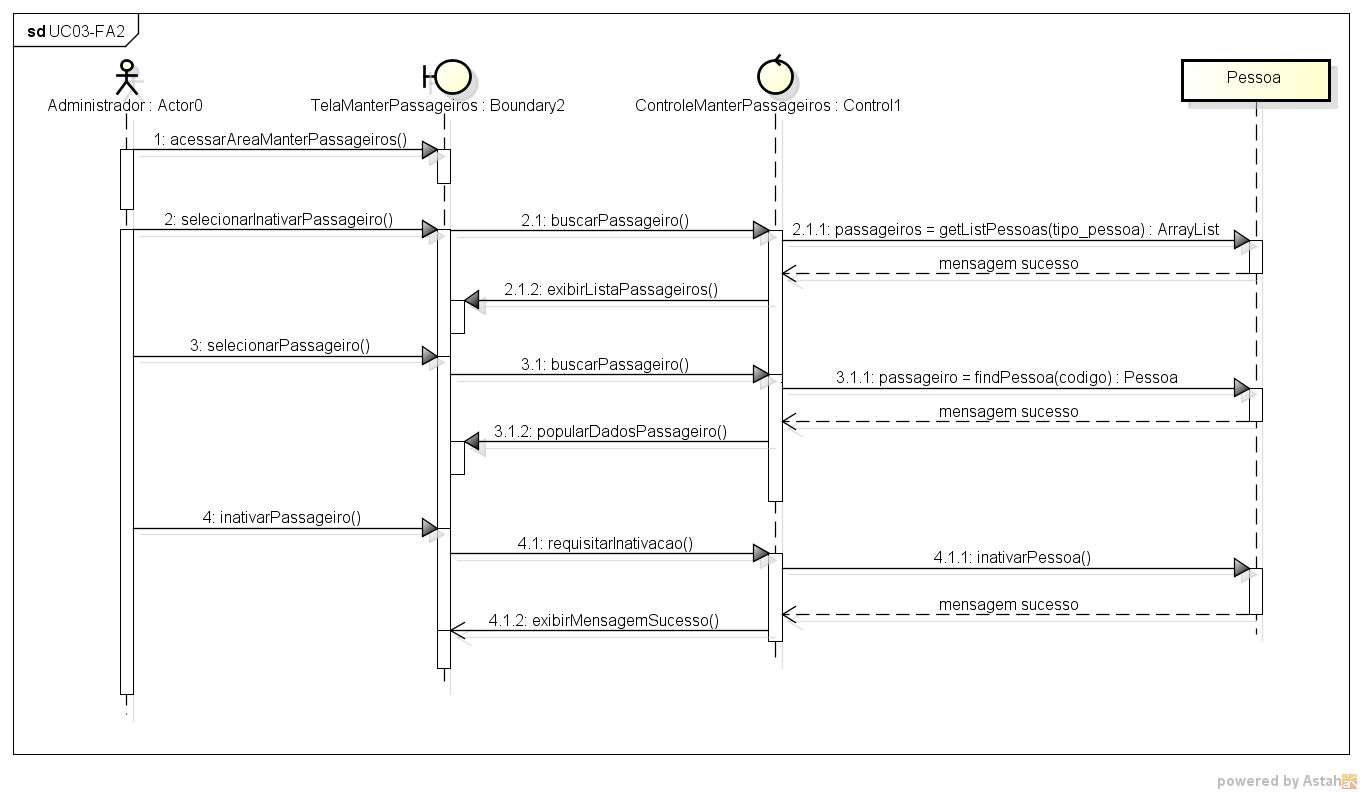 sd UC03-FA2
Administrador : Actor0
TelaManterPassageiros : Boundary2
ControleManterPassageiros : Control1
Pessoa
1: acessarAreaManterPassageiros()
2: selecionarInativarPassageiro()
2.1: buscarPassageiro()
2.1.1: passageiros = getListPessoas(tipo_pessoa) : ArrayList
mensagem sucesso
2.1.2: exibirListaPassageiros()
3: selecionarPassageiro()
3.1: buscarPassageiro()
3.1.1: passageiro = findPessoa(codigo) : Pessoa
mensagem sucesso
3.1.2: popularDadosPassageiro()
4: inativarPassageiro()
4.1: requisitarInativacao()
4.1.1: inativarPessoa()
mensagem sucesso
4.1.2: exibirMensagemSucesso()
powered by Astah